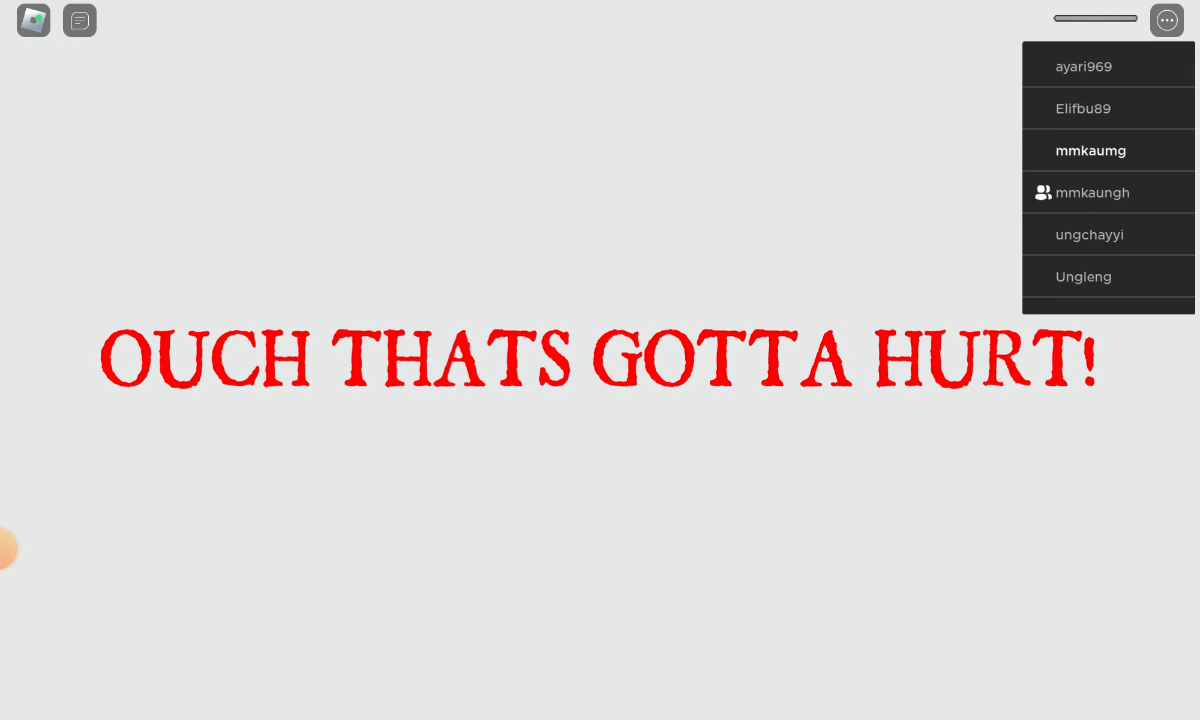 ayari969
Elifbu89
mmkaumg
mmkaungh
ungchayyi
Ungleng
OUCH THATS GOTTA HURT!